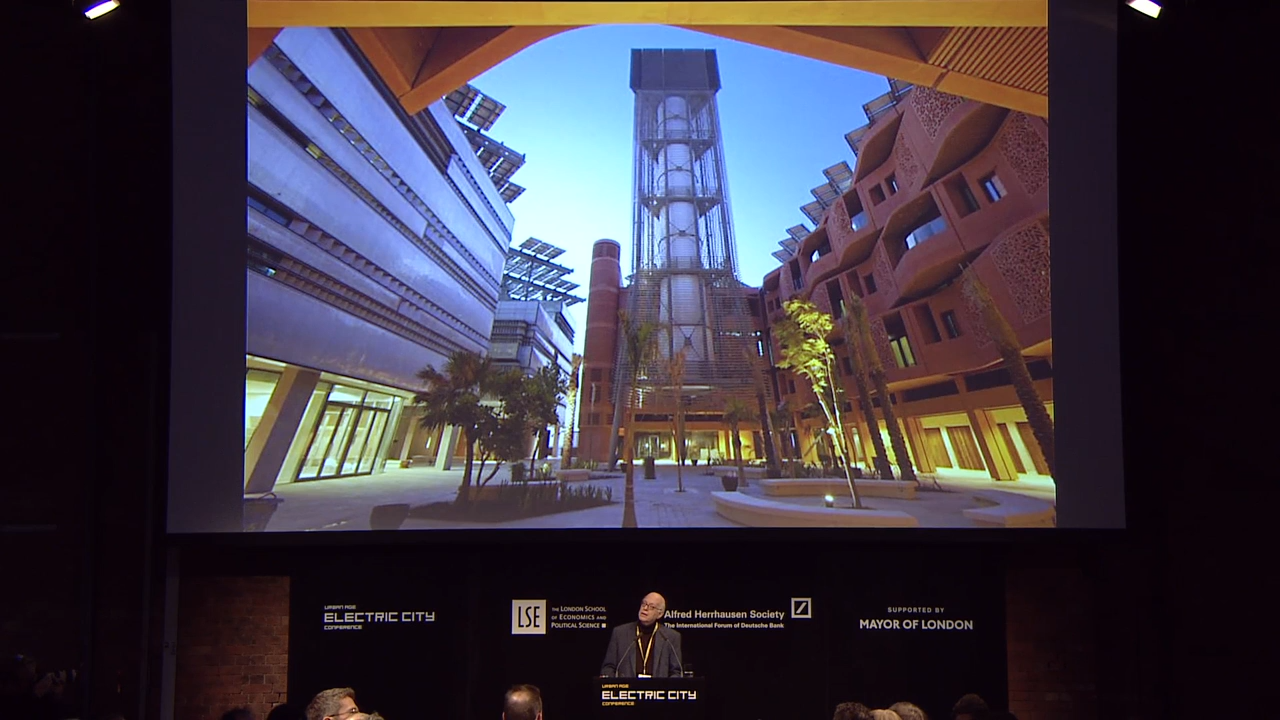 URBAN AGE
ELECTRIC CITY
CONFERENCE
LSE
THE LONDON SCHOOL
OF ECONOMICS AND
POLITICAL SCIENCE
Alfred Herrhausen Society
The International Forum of Deutsche Bank
SUPPORTED BY
MAYOR OF LONDON
URBAN AGE
ELECTRIC CITY
CONFERENCE